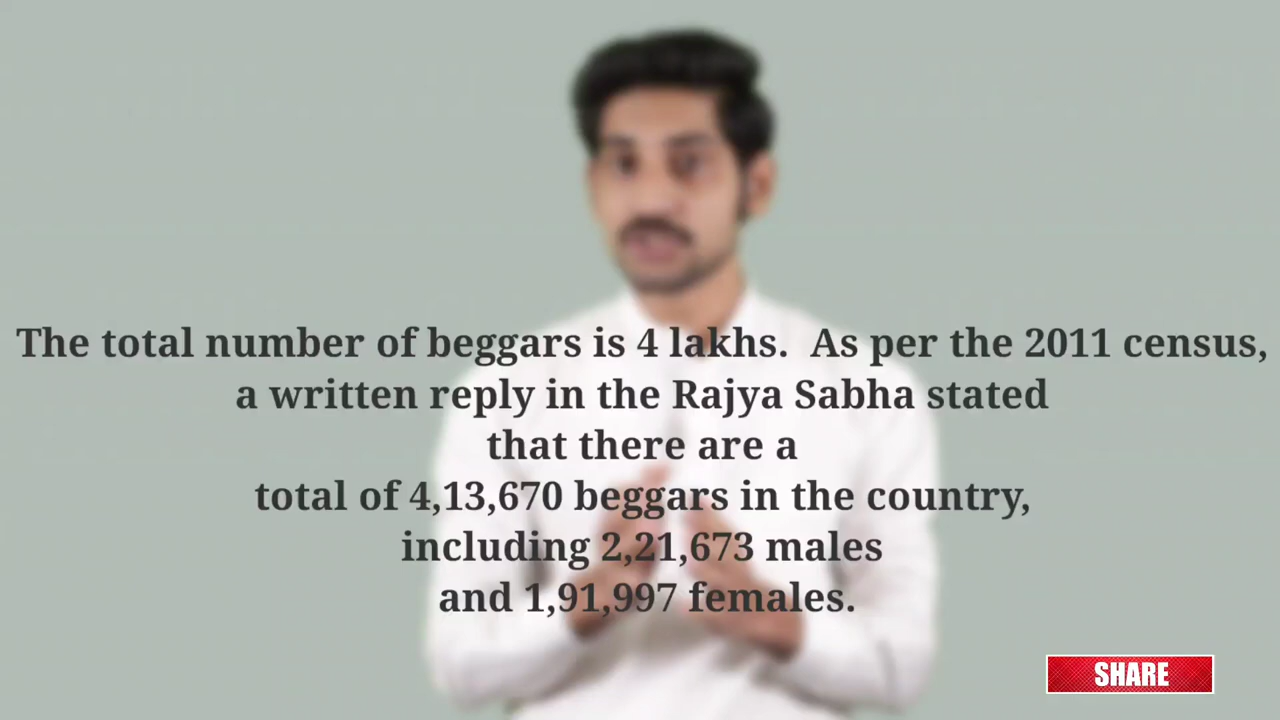 The total number of beggars is 4 lakhs.  As per the 2011 census,
a written reply in the Rajya Sabha stated
that there are a
total of 4,13,670 beggars in the country,
including 2,21,673 males
and 1,91,997 females.
SHARE